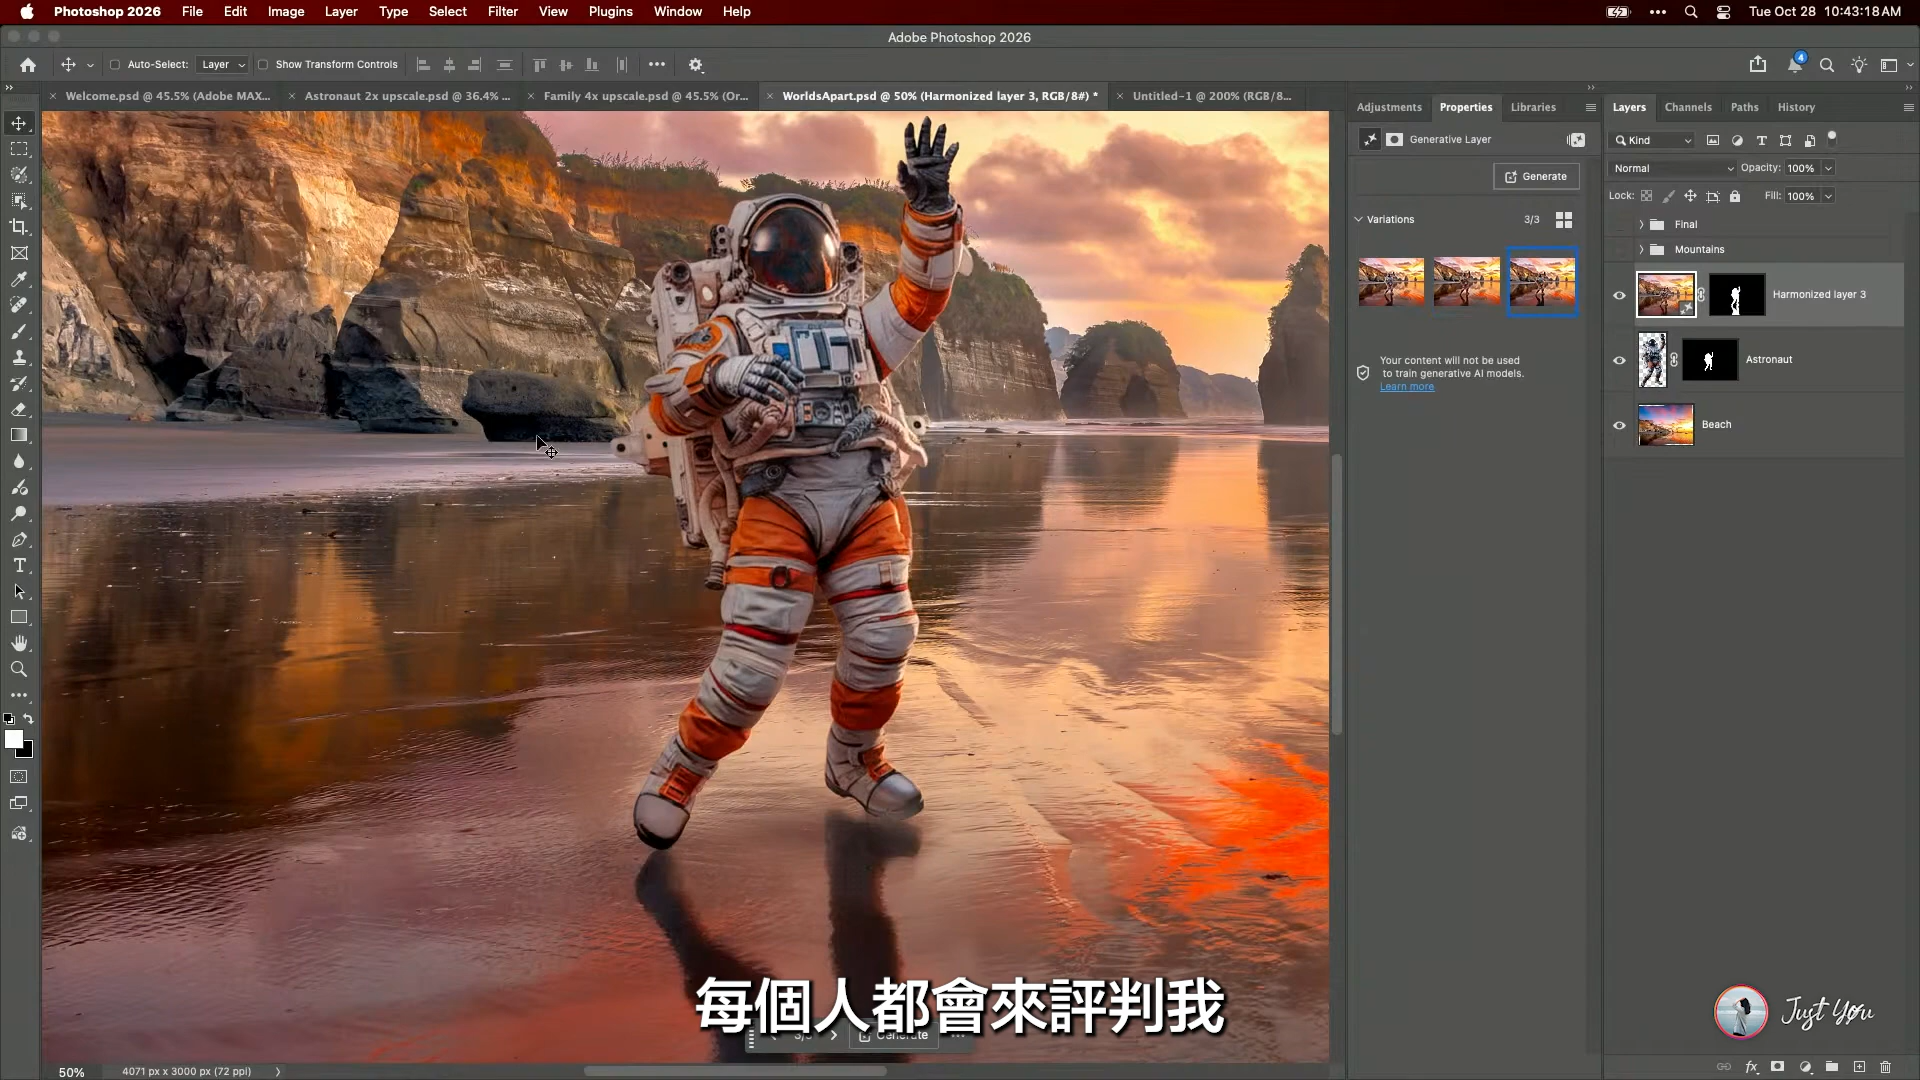 Photoshop 2026 File Edit Image Layer Type Select Filter View Plugins Window Help Tue Oct 28 10:43:18 AM
Adobe Photoshop 2026
Auto-Select: Layer Show Transform Controls 4
Welcome.psd @ 45.5% (Adobe MAX... Astronaut 2x upscale.psd @ 36.4% ... Family 4x upscale.psd @ 45.5% (Or... WorldsApart.psd @ 50% (Harmonized layer 3, RGB/8#) * Untitled-1 @ 200% (RGB/8...
Adjustments Properties Libraries
Generative Layer
Generate
Variations 3/3
Your content will not be used
to train generative AI models.
Learn more
Layers Channels Paths History
Kind
Normal Opacity: 100%
Lock: Fill: 100%
Final
Mountains
Harmonized layer 3
Astronaut
Beach
每個人都會來評判我
3/3 Generate
Just You
50% 4071 px x 3000 px (72 ppi)